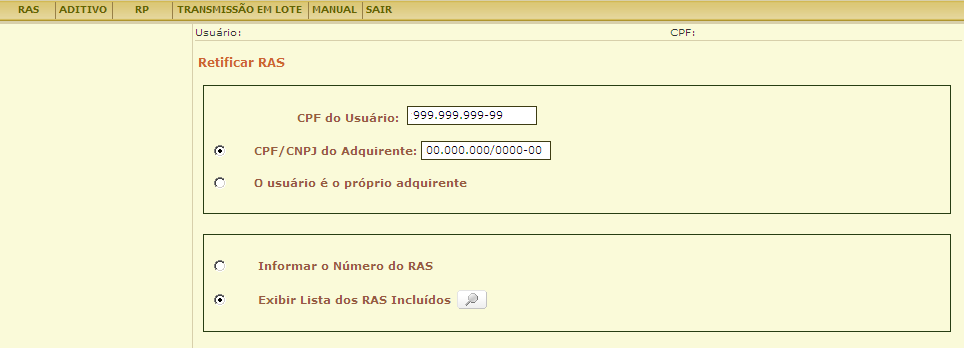 RAS ADITIVO RP TRANSMISSÃO EM LOTE MANUAL SAIR
Usuário: CPF:
Retificar RAS
CPF do Usuário: 999.999.999-99
CPF/CNPJ do Adquirente: 00.000.000/0000-00
O usuário é o próprio adquirente
Informar o Número do RAS
Exibir Lista dos RAS Incluídos